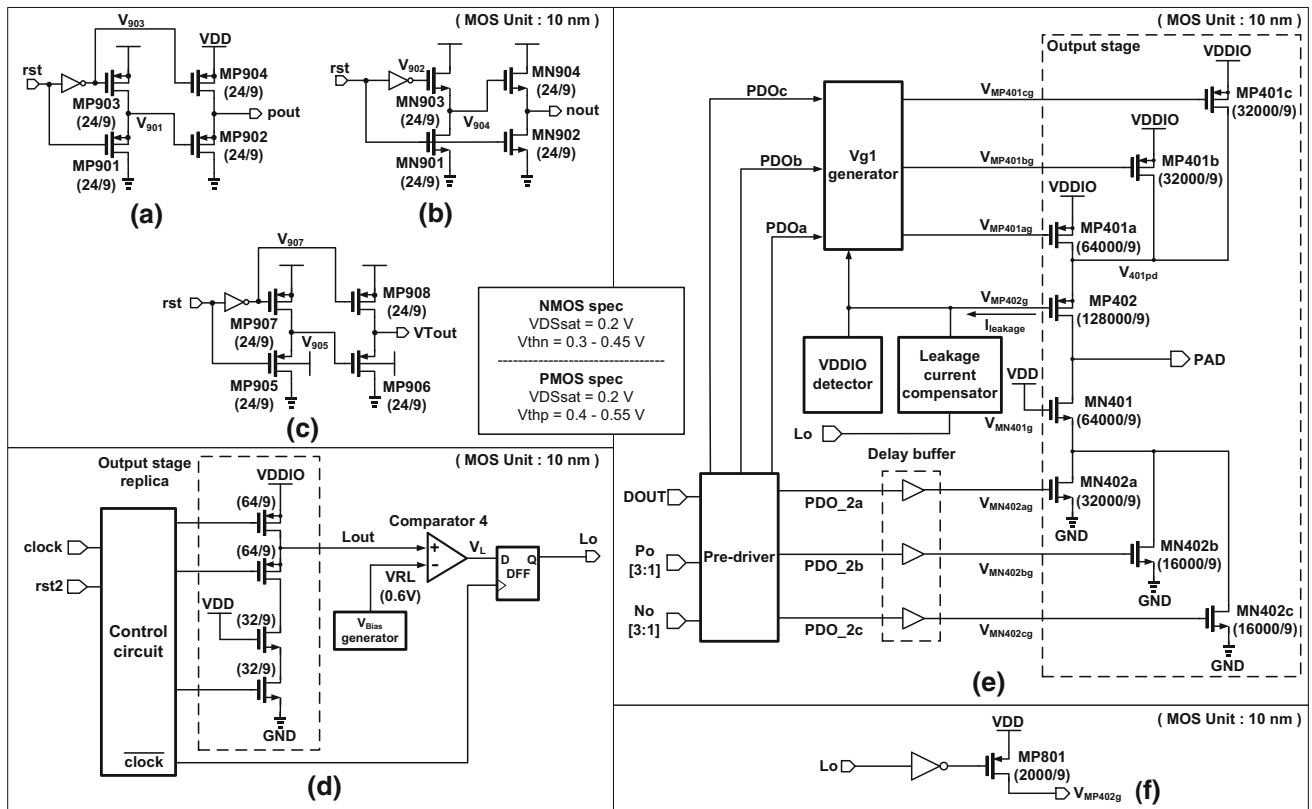 ( MOS Unit : 10 nm )
V903
VDD
rst
MP904
(24/9)
MP903
(24/9)
pout
V901
MP902
(24/9)
MP901
(24/9)
(a)
rst
V902
MN904
(24/9)
MN903
(24/9)
nout
V904
MN902
(24/9)
MN901
(24/9)
(b)
V907
rst
MP908
(24/9)
MP907
(24/9)
VTout
V905
MP905
(24/9)
MP906
(24/9)
(c)
NMOS spec
VDSsat = 0.2 V
Vthn = 0.3 - 0.45 V
PMOS spec
VDSsat = 0.2 V
Vthp = 0.4 - 0.55 V
( MOS Unit : 10 nm )
Output stage
replica
VDDIO
(64/9)
Comparator 4
clock
Lout
+
VL
Lo
(64/9)
−
D
Q
DFF
rst2
VRL
(0.6V)
VDD
VBias
generator
Control
circuit
(32/9)
(32/9)
GND
clock
(d)
( MOS Unit : 10 nm )
Output stage
VDDIO
PDOc
VMP401cg
MP401c
(32000/9)
VDDIO
PDOb
Vg1
generator
VMP401bg
MP401b
(32000/9)
VDDIO
PDOa
VMP401ag
MP401a
(64000/9)
V401pd
VMP402g
MP402
(128000/9)
Ileakage
VDDIO
detector
Leakage
current
compensator
PAD
VDD
MN401
(64000/9)
VMN401g
Lo
Delay buffer
DOUT
PDO_2a
VMN402ag
MN402a
(32000/9)
GND
Po
[3:1]
Pre-driver
PDO_2b
VMN402bg
MN402b
(16000/9)
GND
No
[3:1]
PDO_2c
VMN402cg
MN402c
(16000/9)
GND
(e)
( MOS Unit : 10 nm )
VDD
Lo
MP801
(2000/9)
VMP402g
(f)